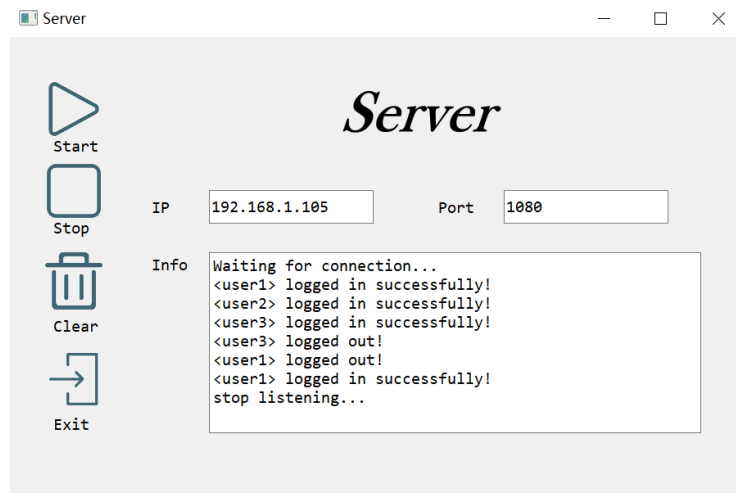 Server
Server
Start
Stop
IP 192.168.1.105 Port 1080
Info
Waiting for connection...
<user1> logged in successfully!
<user2> logged in successfully!
<user3> logged in successfully!
<user3> logged out!
<user1> logged out!
<user1> logged in successfully!
stop listening...
Clear
Exit